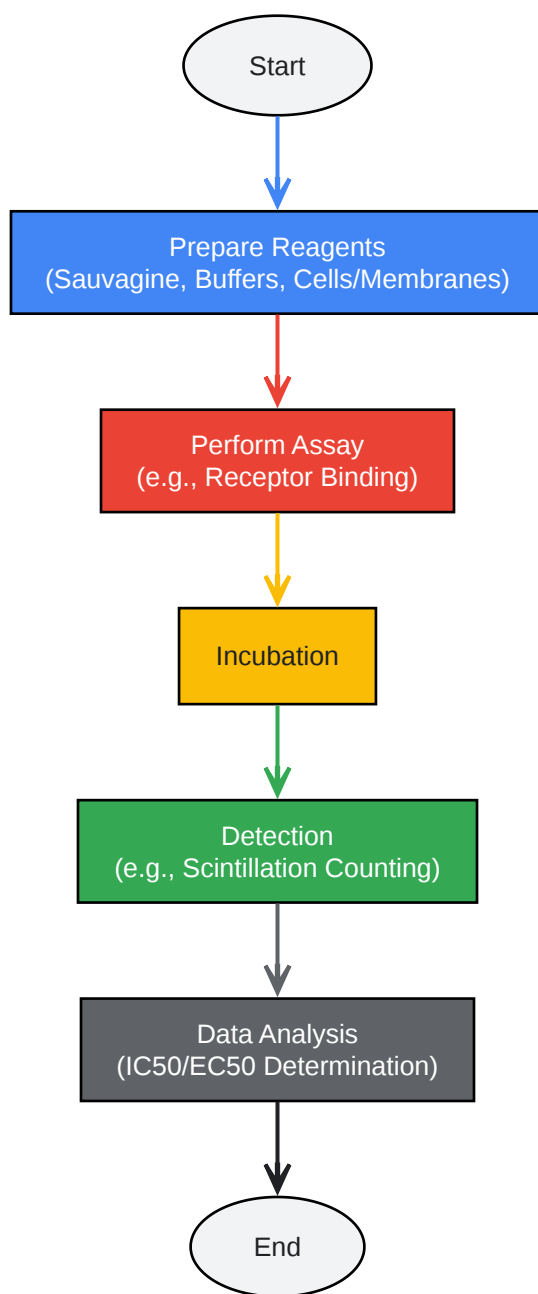 Start
Prepare Reagents
(Sauvagine, Buffers, Cells/Membranes)
Perform Assay
(e.g., Receptor Binding)
Incubation
Detection
(e.g., Scintillation Counting)
Data Analysis
(IC50/EC50 Determination)
End